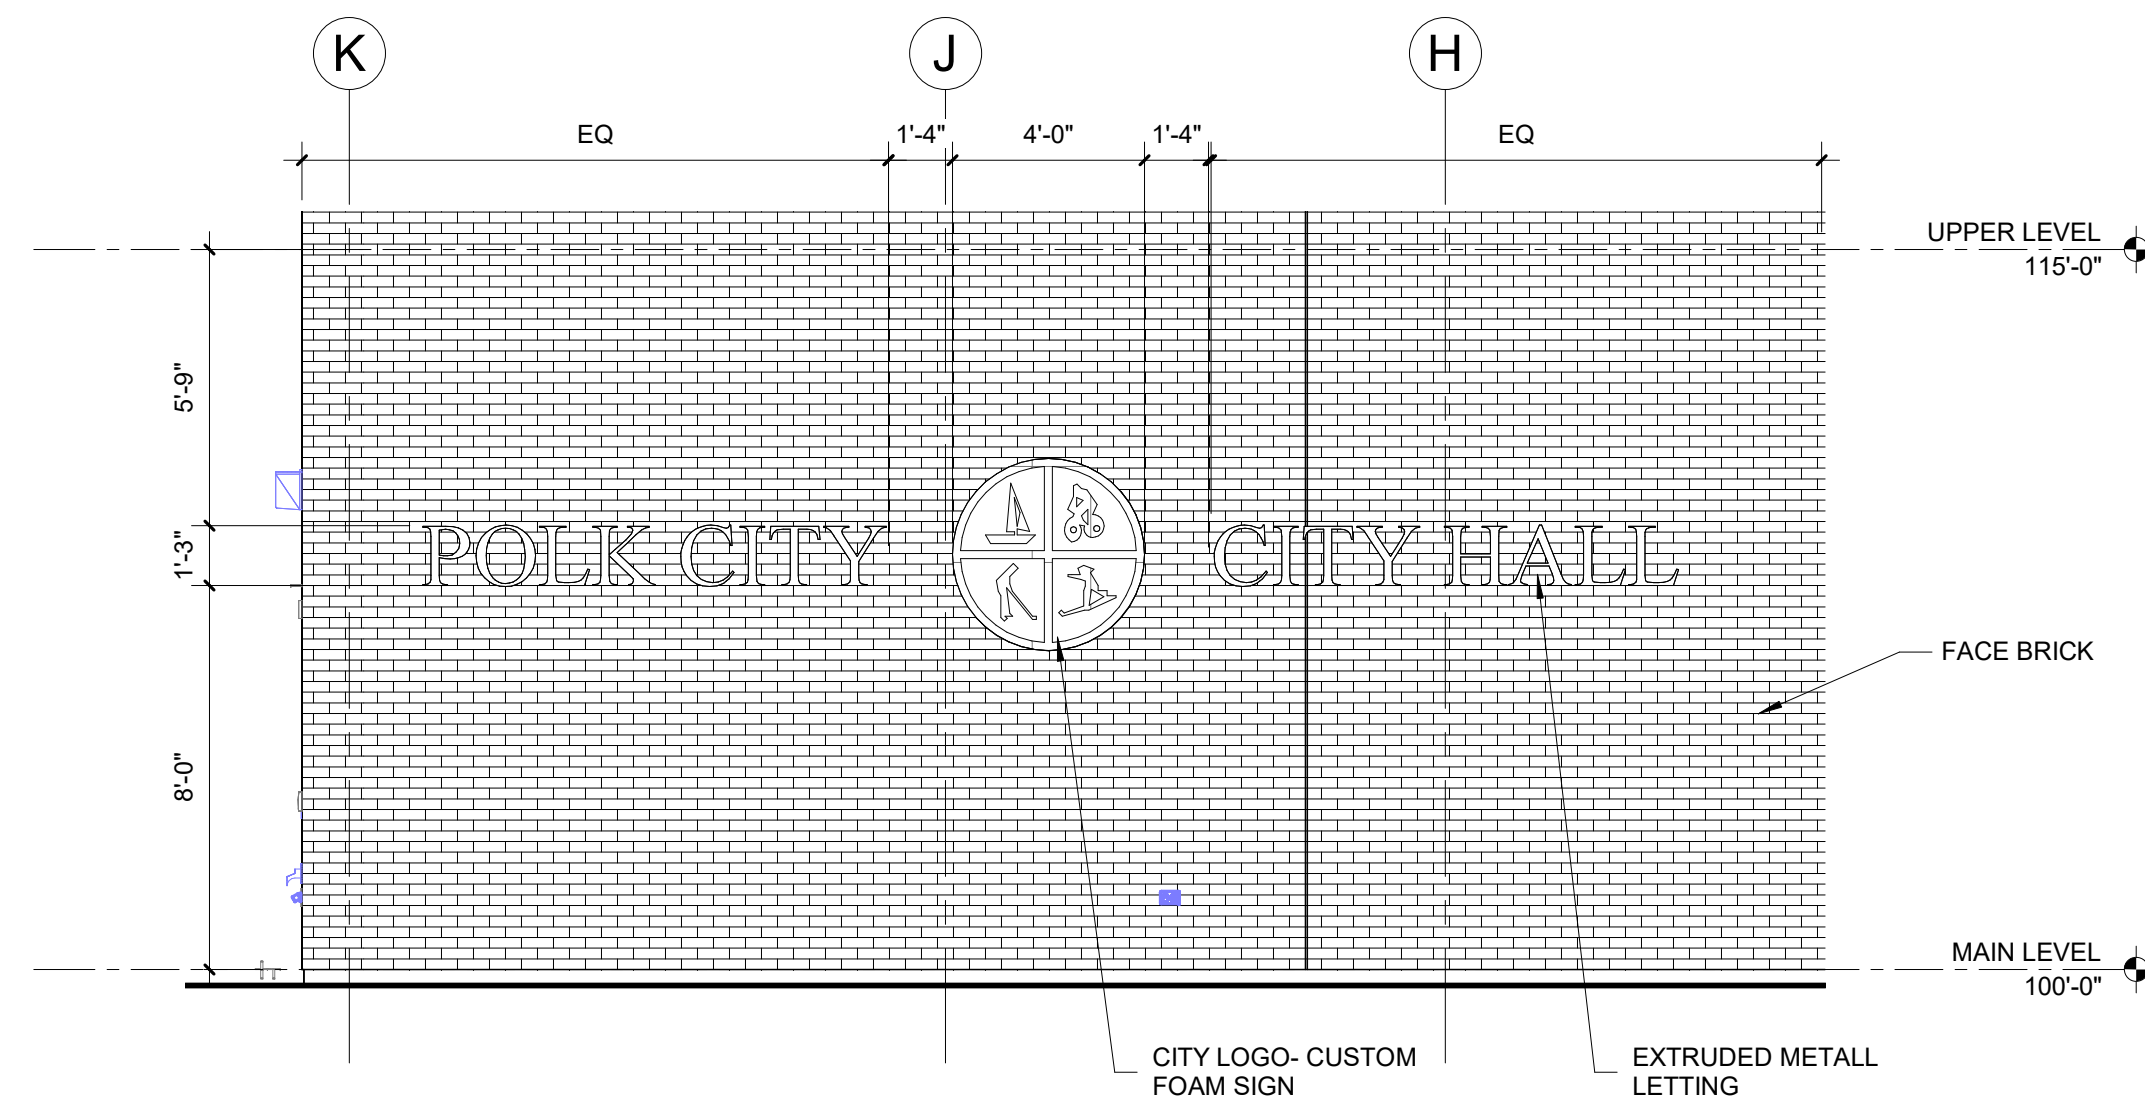 K J H
EQ 1'-4" 4'-0" 1'-4" EQ
UPPER LEVEL
115'-0"
5'-9"
1'-3"
POLK CITY CITY HALL
FACE BRICK
8'-0"
MAIN LEVEL
100'-0"
CITY LOGO- CUSTOM
FOAM SIGN
EXTRUDED METALL
LETTING